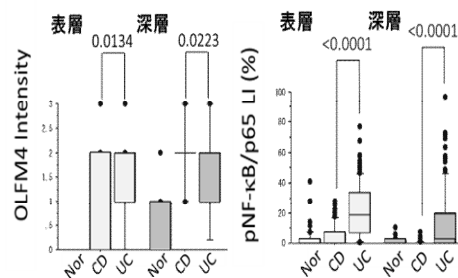 表層 深層
0.0134 0.0223
OLFM4 Intensity
3
2.5
2
1.5
1
.5
0
Nor CD UC Nor CD UC
表層 深層
<0.0001 <0.0001
pNF-κB/p65 LI (%)
100
80
60
40
20
0
Nor CD UC Nor CD UC